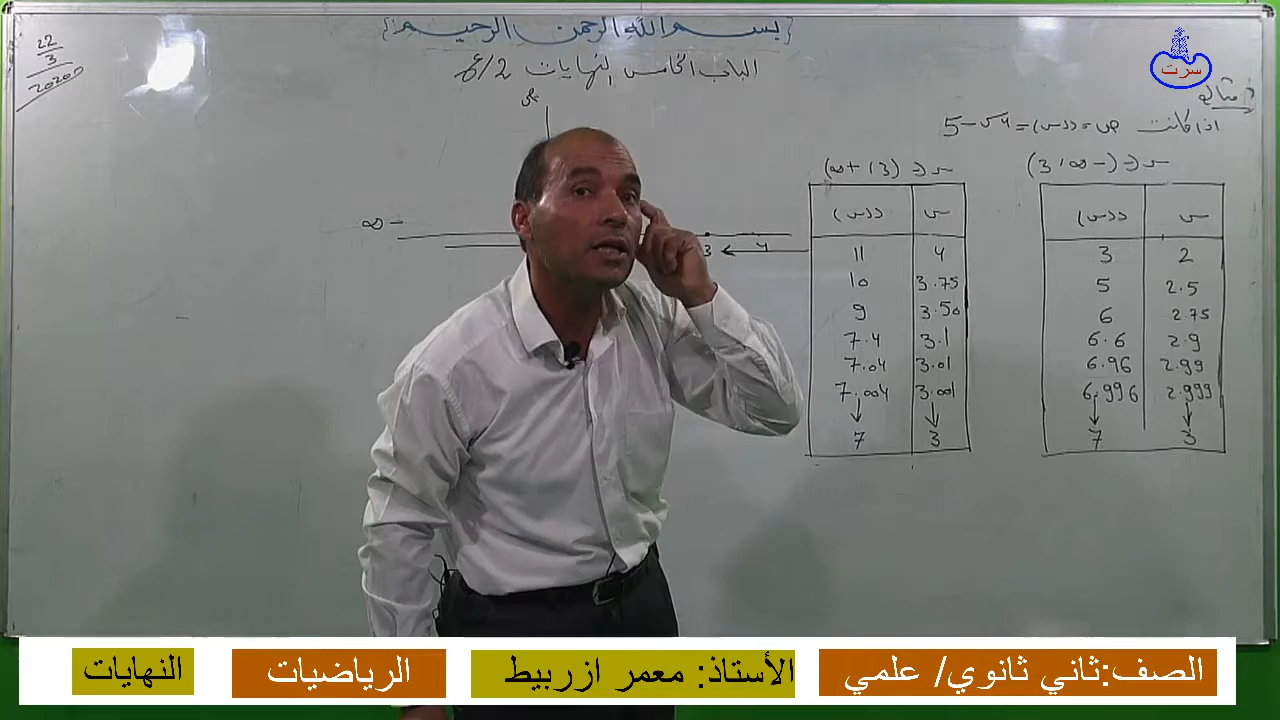 {بسم الله الرحمن الرحيم}
22
3
2020م
سرت
الباب الخامس النهايات 2/ع
مثال
اذا كانت ص = د(س) = 4س - 5
س ∈ (-∞ ، 3)
س د(س)
2 3
2.5 5
2.75 6
2.9 6.6
2.99 6.96
2.999 6.996
↓ ↓
3 7
س ∈ (3 ، +∞)
س د(س)
4 11
3.75 10
3.50 9
3.1 7.4
3.01 7.04
3.001 7.004
↓ ↓
3 7
-∞
3 4
الصف:ثاني ثانوي/ علمي
الأستاذ: معمر ازربيط
الرياضيات
النهايات